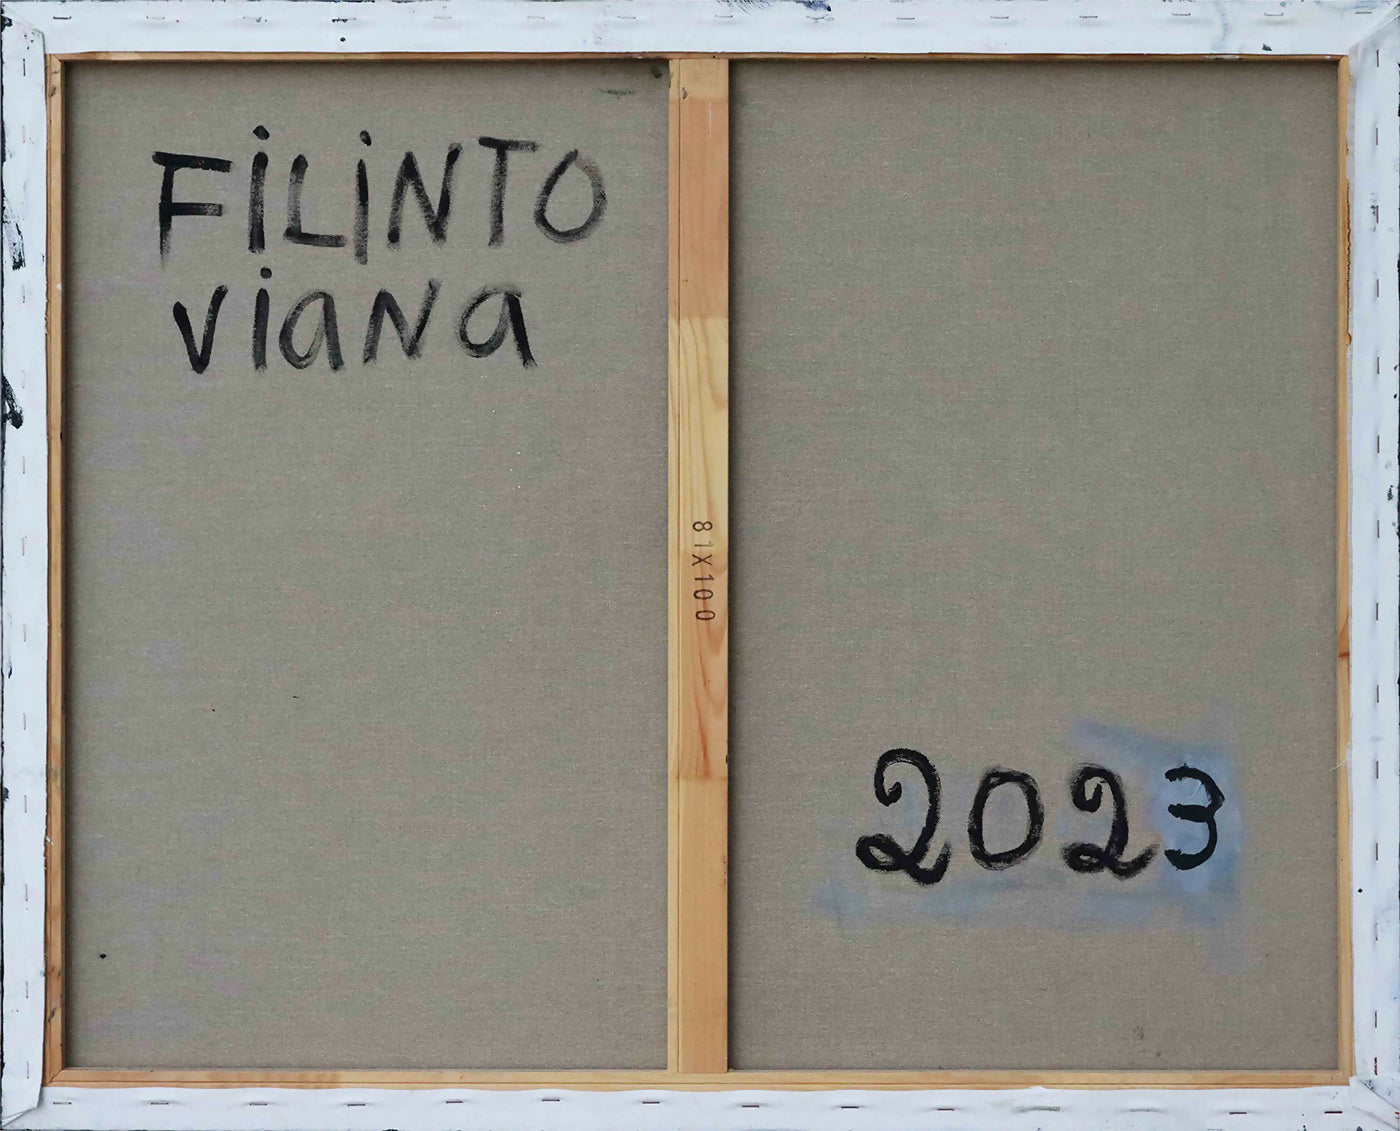 FiLiNTO
viana
81X100
2023